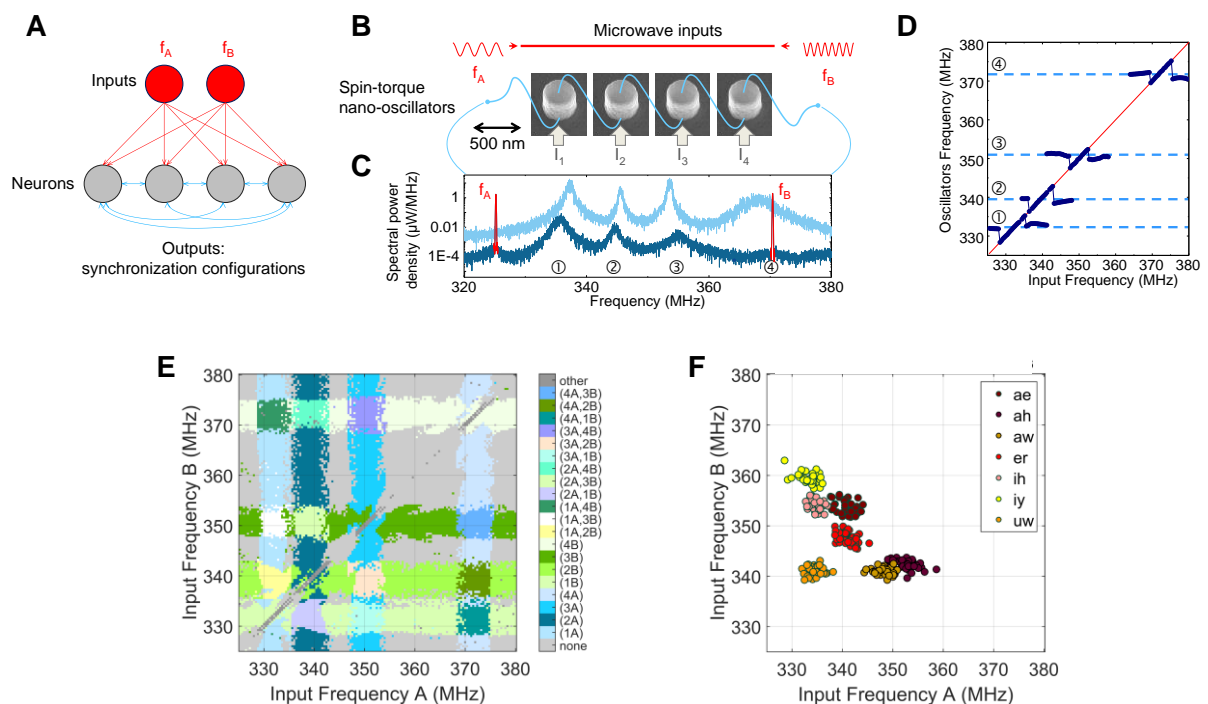 A
f_A
f_B
Inputs
Neurons
Outputs:
synchronization configurations
B
Microwave inputs
f_A
f_B
Spin-torque
nano-oscillators
500 nm
I_1
I_2
I_3
I_4
C
f_A
f_B
1
0.01
1E-4
Spectral power
density (µW/MHz)
① ② ③ ④
320 340 360 380
Frequency (MHz)
D
380
370
360
350
340
330
④
③
②
①
Oscillators Frequency (MHz)
330 340 350 360 370 380
Input Frequency (MHz)
E
380
370
360
350
340
330
Input Frequency B (MHz)
330 340 350 360 370 380
Input Frequency A (MHz)
other
(4A,3B)
(4A,2B)
(4A,1B)
(3A,4B)
(3A,2B)
(3A,1B)
(2A,4B)
(2A,3B)
(2A,1B)
(1A,4B)
(1A,3B)
(1A,2B)
(4B)
(3B)
(2B)
(1B)
(4A)
(3A)
(2A)
(1A)
none
F
380
370
360
350
340
330
Input Frequency B (MHz)
330 340 350 360 370 380
Input Frequency A (MHz)
ae
ah
aw
er
ih
iy
uw